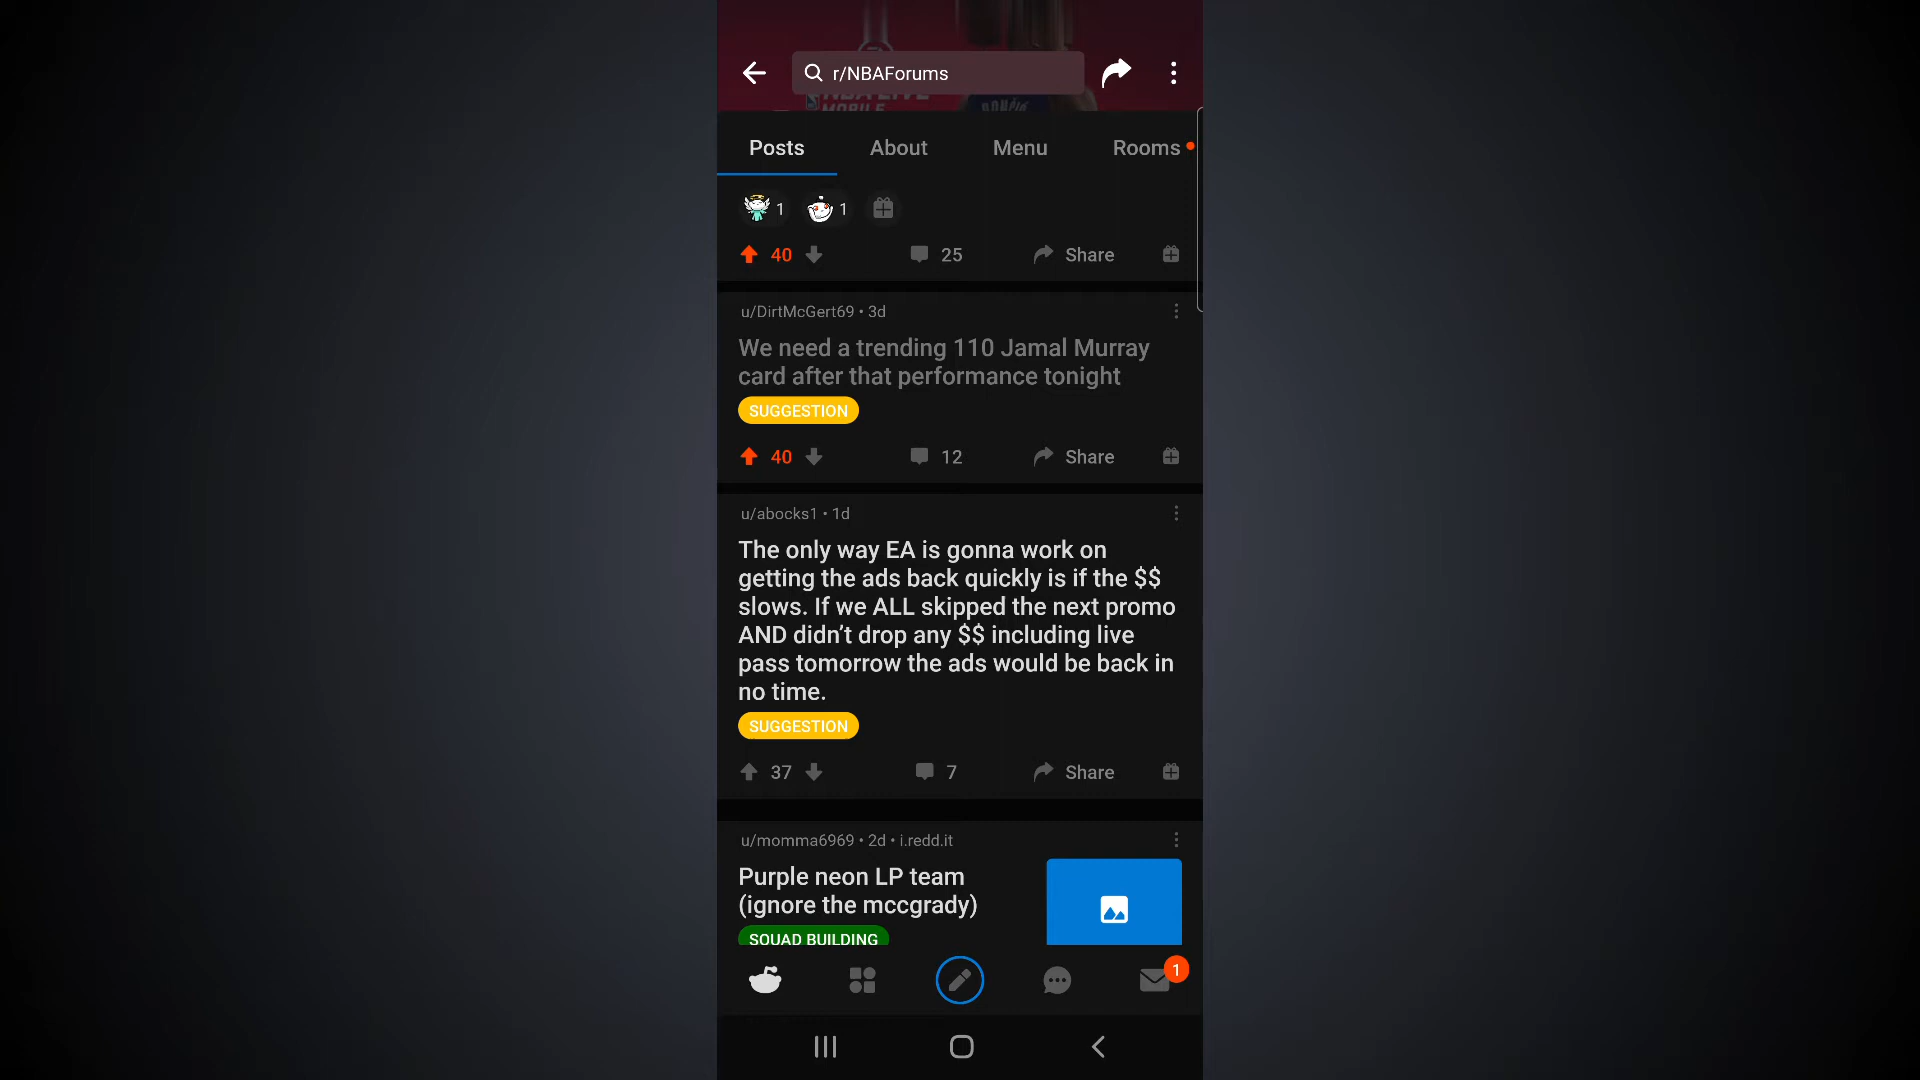 r/NBAForums
MOBILE
Posts About Menu Rooms
1 1
40 25 Share
u/DirtMcGert69 • 3d
We need a trending 110 Jamal Murray
card after that performance tonight
SUGGESTION
40 12 Share
u/abocks1 • 1d
The only way EA is gonna work on
getting the ads back quickly is if the $$
slows. If we ALL skipped the next promo
AND didn’t drop any $$ including live
pass tomorrow the ads would be back in
no time.
SUGGESTION
37 7 Share
u/momma6969 • 2d • i.redd.it
Purple neon LP team
(ignore the mccgrady)
SQUAD BUILDING
1